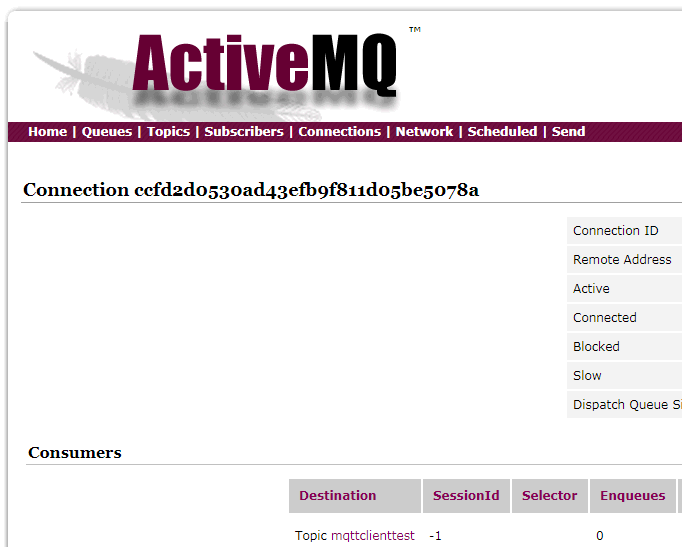 ActiveMQ™
Home | Queues | Topics | Subscribers | Connections | Network | Scheduled | Send
Connection ccfd2d0530ad43efb9f811d05be5078a
Connection ID
Remote Address
Active
Connected
Blocked
Slow
Dispatch Queue Si
Consumers
Destination SessionId Selector Enqueues
Topic mqttclienttest -1 0